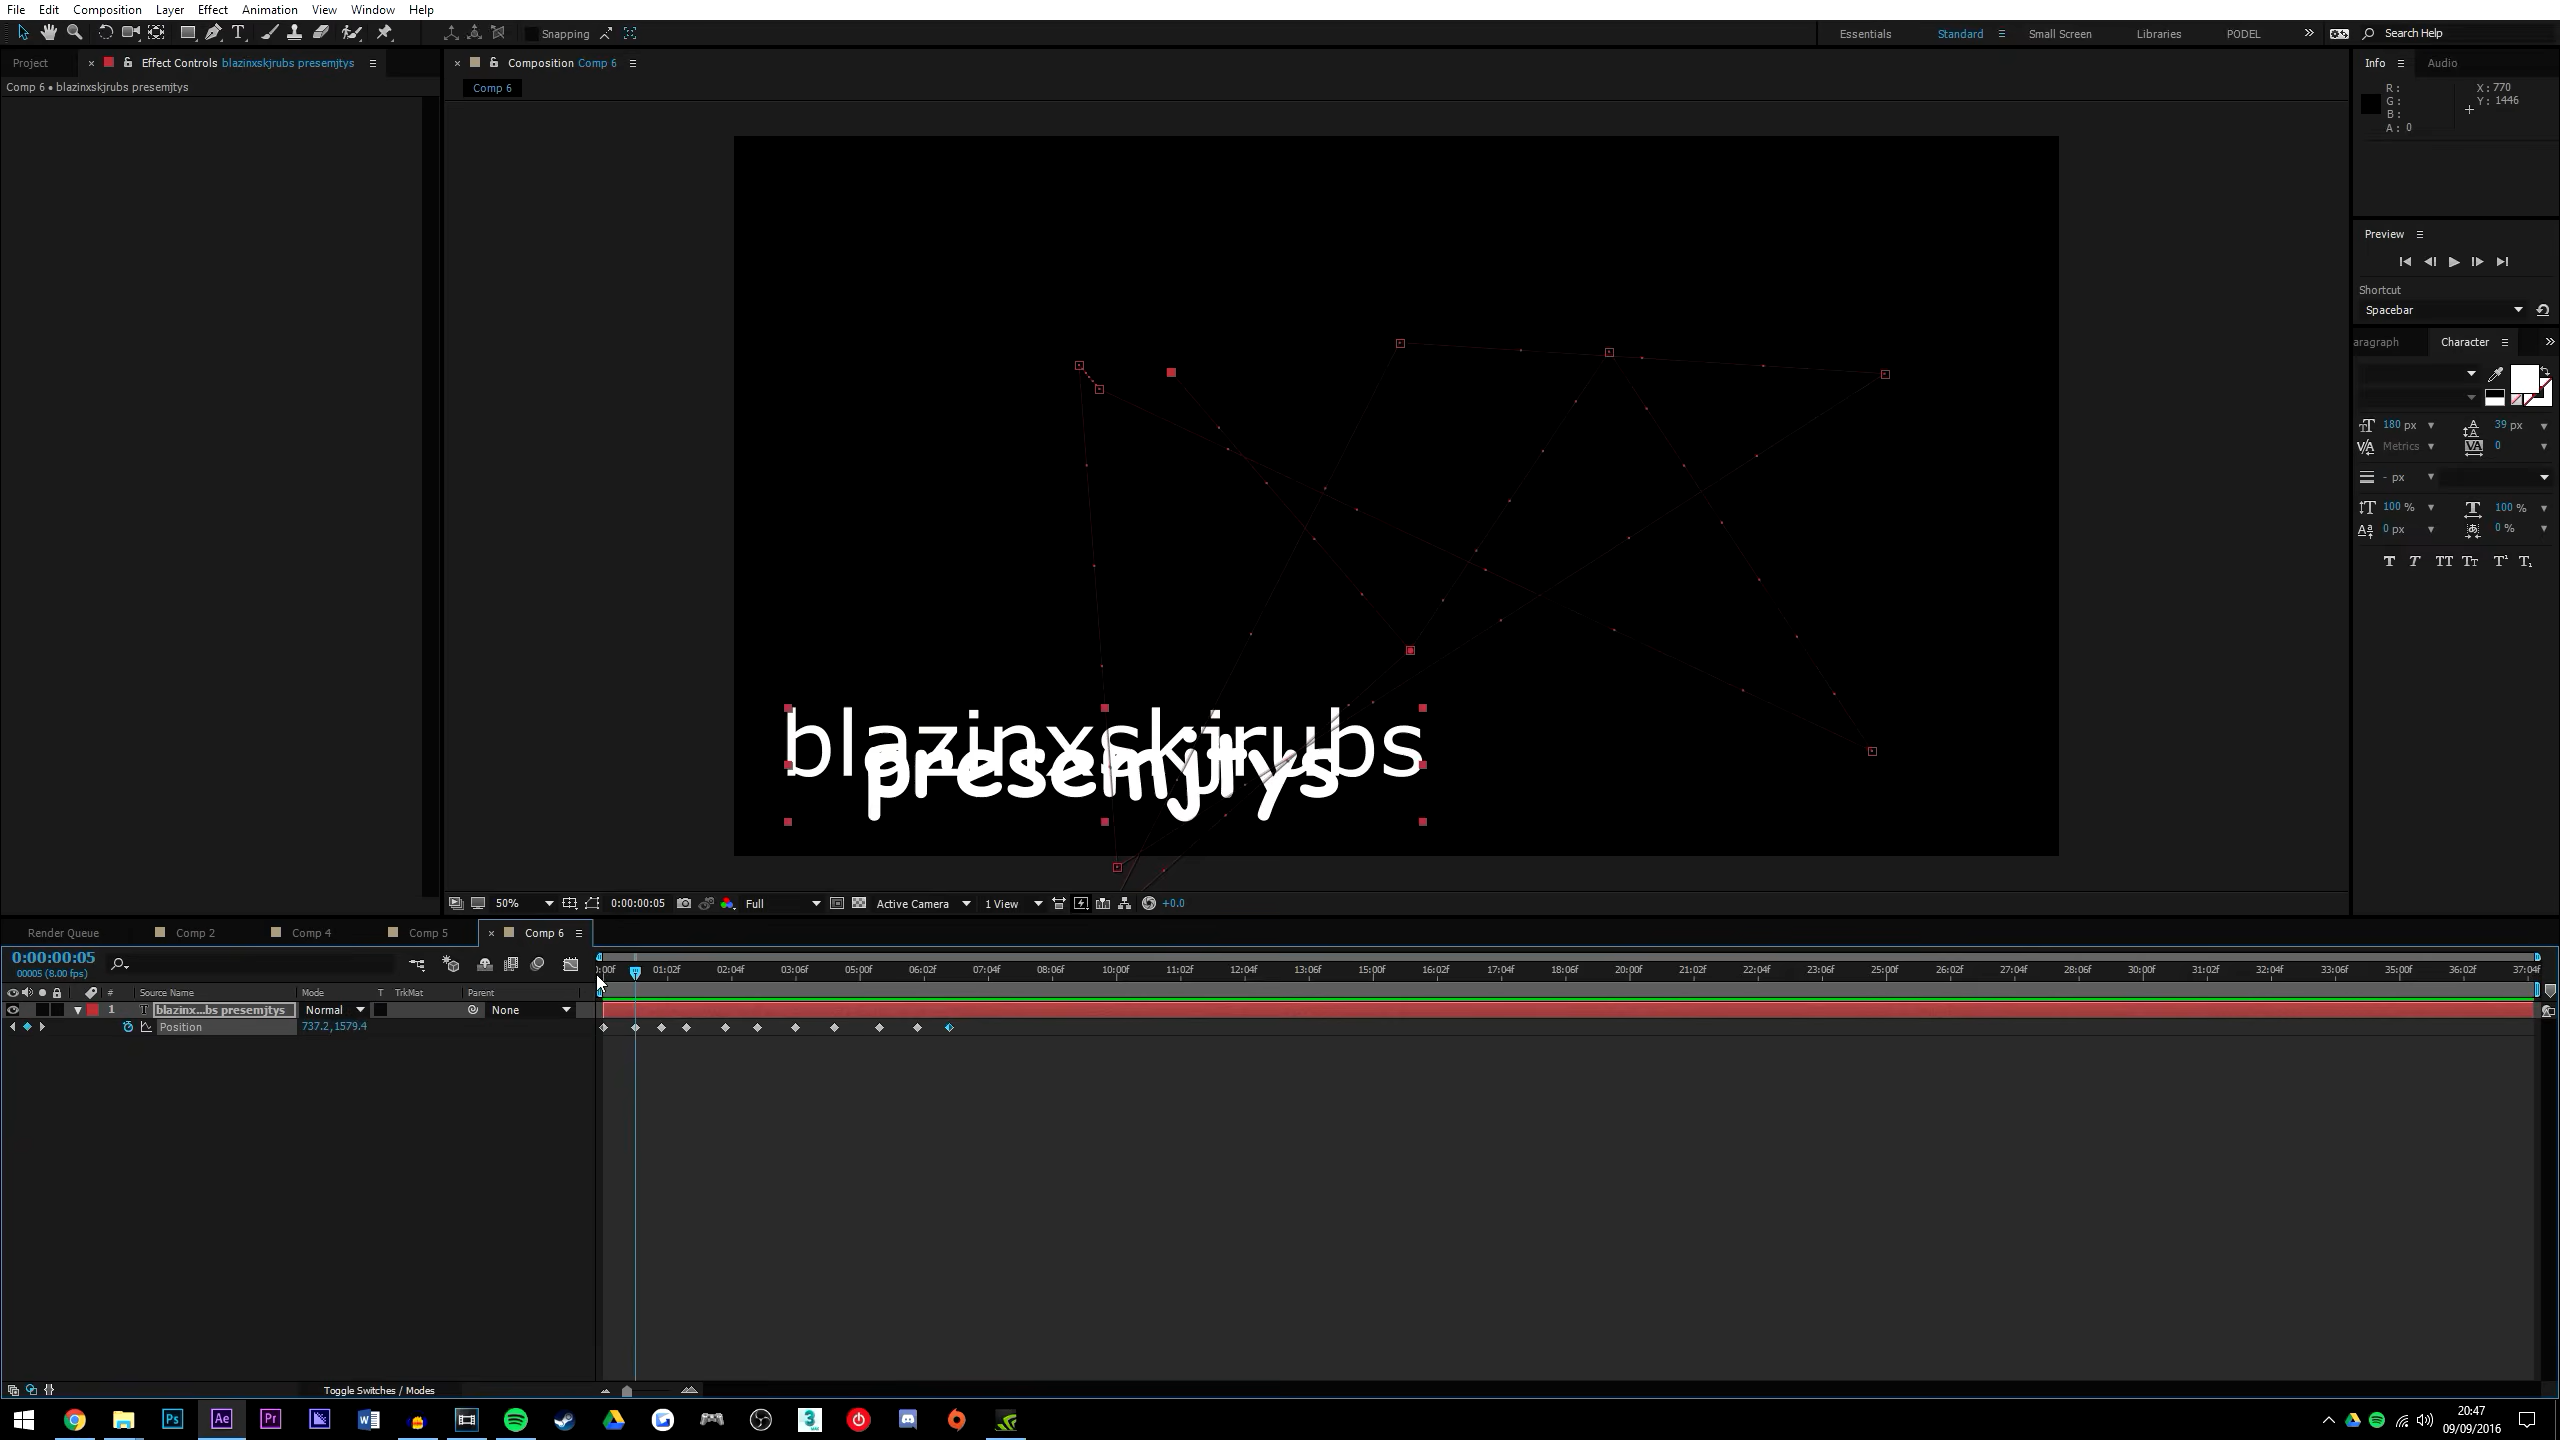 File Edit Composition Layer Effect Animation View Window Help
Snapping
Essentials Standard Small Screen Libraries PODEL Search Help
Project Effect Controls blazinxskjrubs presemjtys
Composition Comp 6
Info Audio
Comp 6 • blazinxskjrubs presemjtys
Comp 6
R: X: 770
G: Y: 1446
B:
A: 0
Preview
Shortcut
Spacebar
aragraph Character
180 px 39 px
Metrics 0
- px
100 % 100 %
0 px 0 %
T T TT Tт T¹ T₁
blazinxskjrubs
presemjtys
50% 0:00:00:05 Full Active Camera 1 View +0.0
Render Queue Comp 2 Comp 4 Comp 5 Comp 6
0:00:00:05
00005 (8.00 fps)
0:00f 01:02f 02:04f 03:06f 05:00f 06:02f 07:04f 08:06f 10:00f 11:02f 12:04f 13:06f 15:00f 16:02f 17:04f 18:06f 20:00f 21:02f 22:04f 23:06f 25:00f 26:02f 27:04f 28:06f 30:00f 31:02f 32:04f 33:06f 35:00f 36:02f 37:04f
# Source Name Mode T TrkMat Parent
1 T blazinx...bs presemjtys Normal None
Position 737.2,1579.4
Toggle Switches / Modes
Ps Ae Pr
20:47
09/09/2016